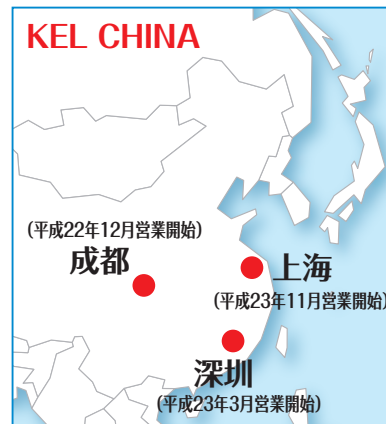 KEL CHINA
(平成22年12月営業開始)
成都
上海
(平成23年11月営業開始)
深圳
(平成23年3月営業開始)